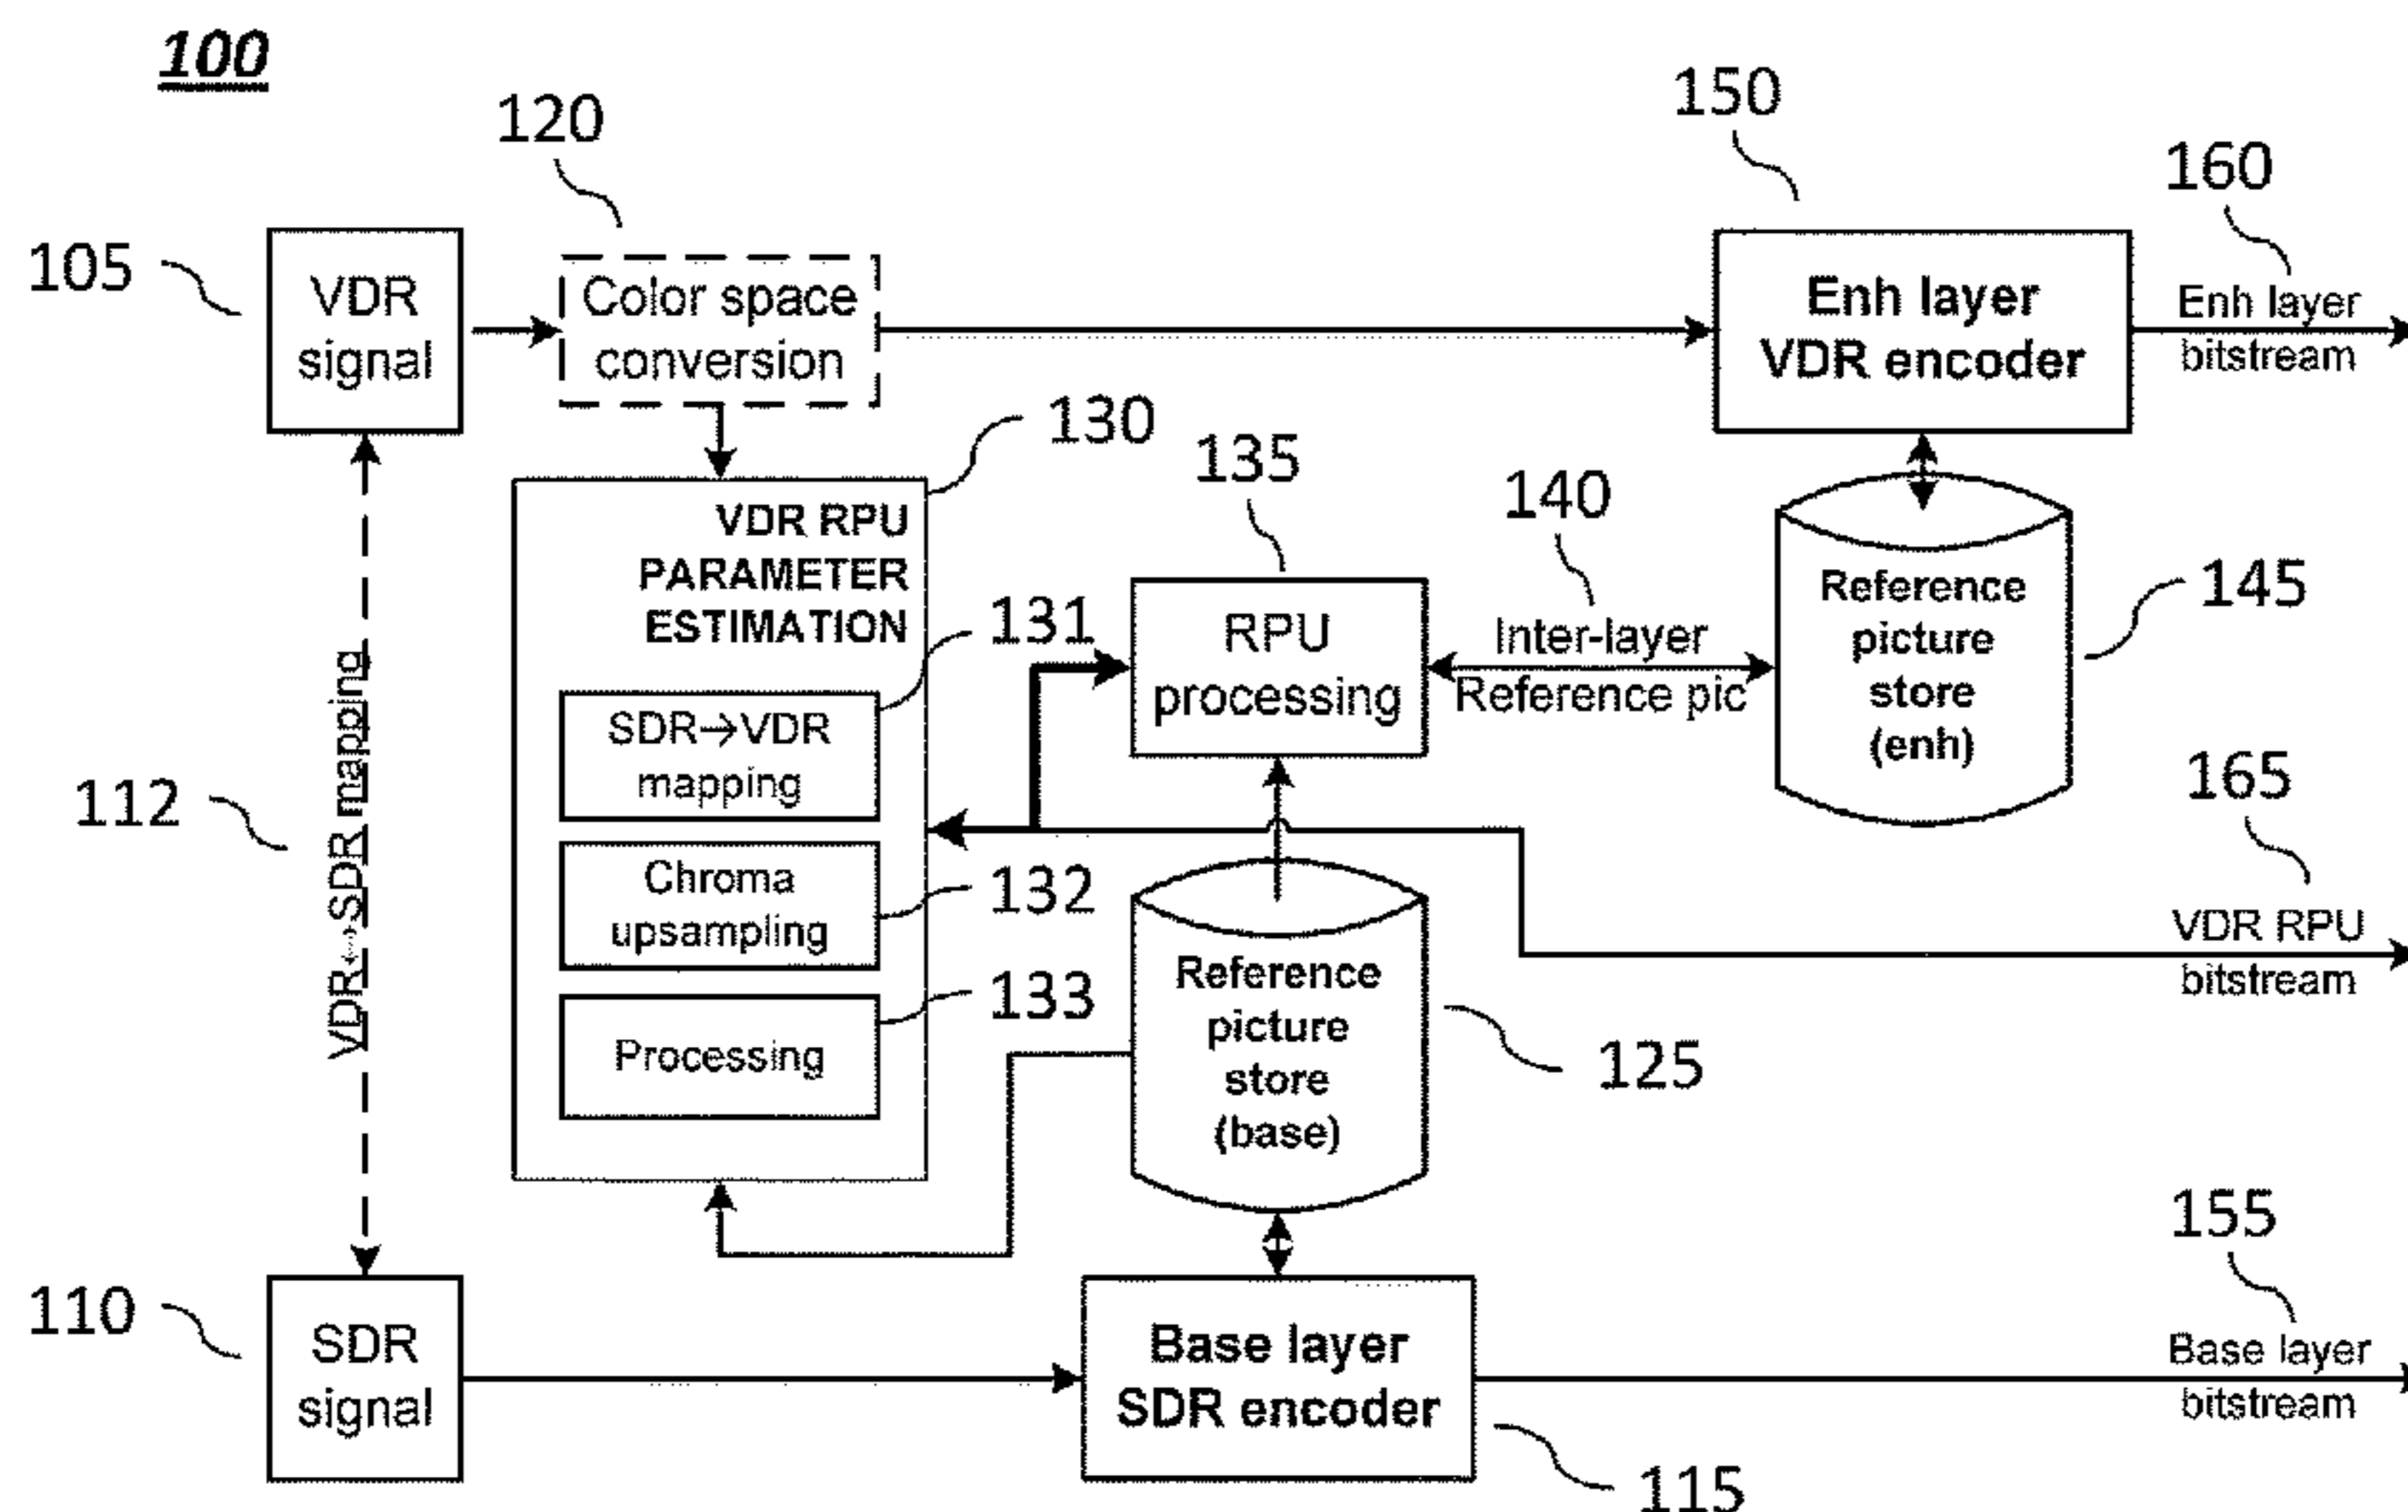 100
120
150
160
105
VDR
signal
Color space
conversion
Enh layer
VDR encoder
Enh layer
bitstream
130
135
140
VDR RPU
PARAMETER
ESTIMATION
131
RPU
processing
Inter-layer
Reference pic
Reference
picture
store
(enh)
145
SDR→VDR
mapping
112
VDR↔SDR mapping
165
Chroma
upsampling
132
VDR RPU
bitstream
Processing
133
Reference
picture
store
(base)
125
155
110
SDR
signal
Base layer
SDR encoder
Base layer
bitstream
115